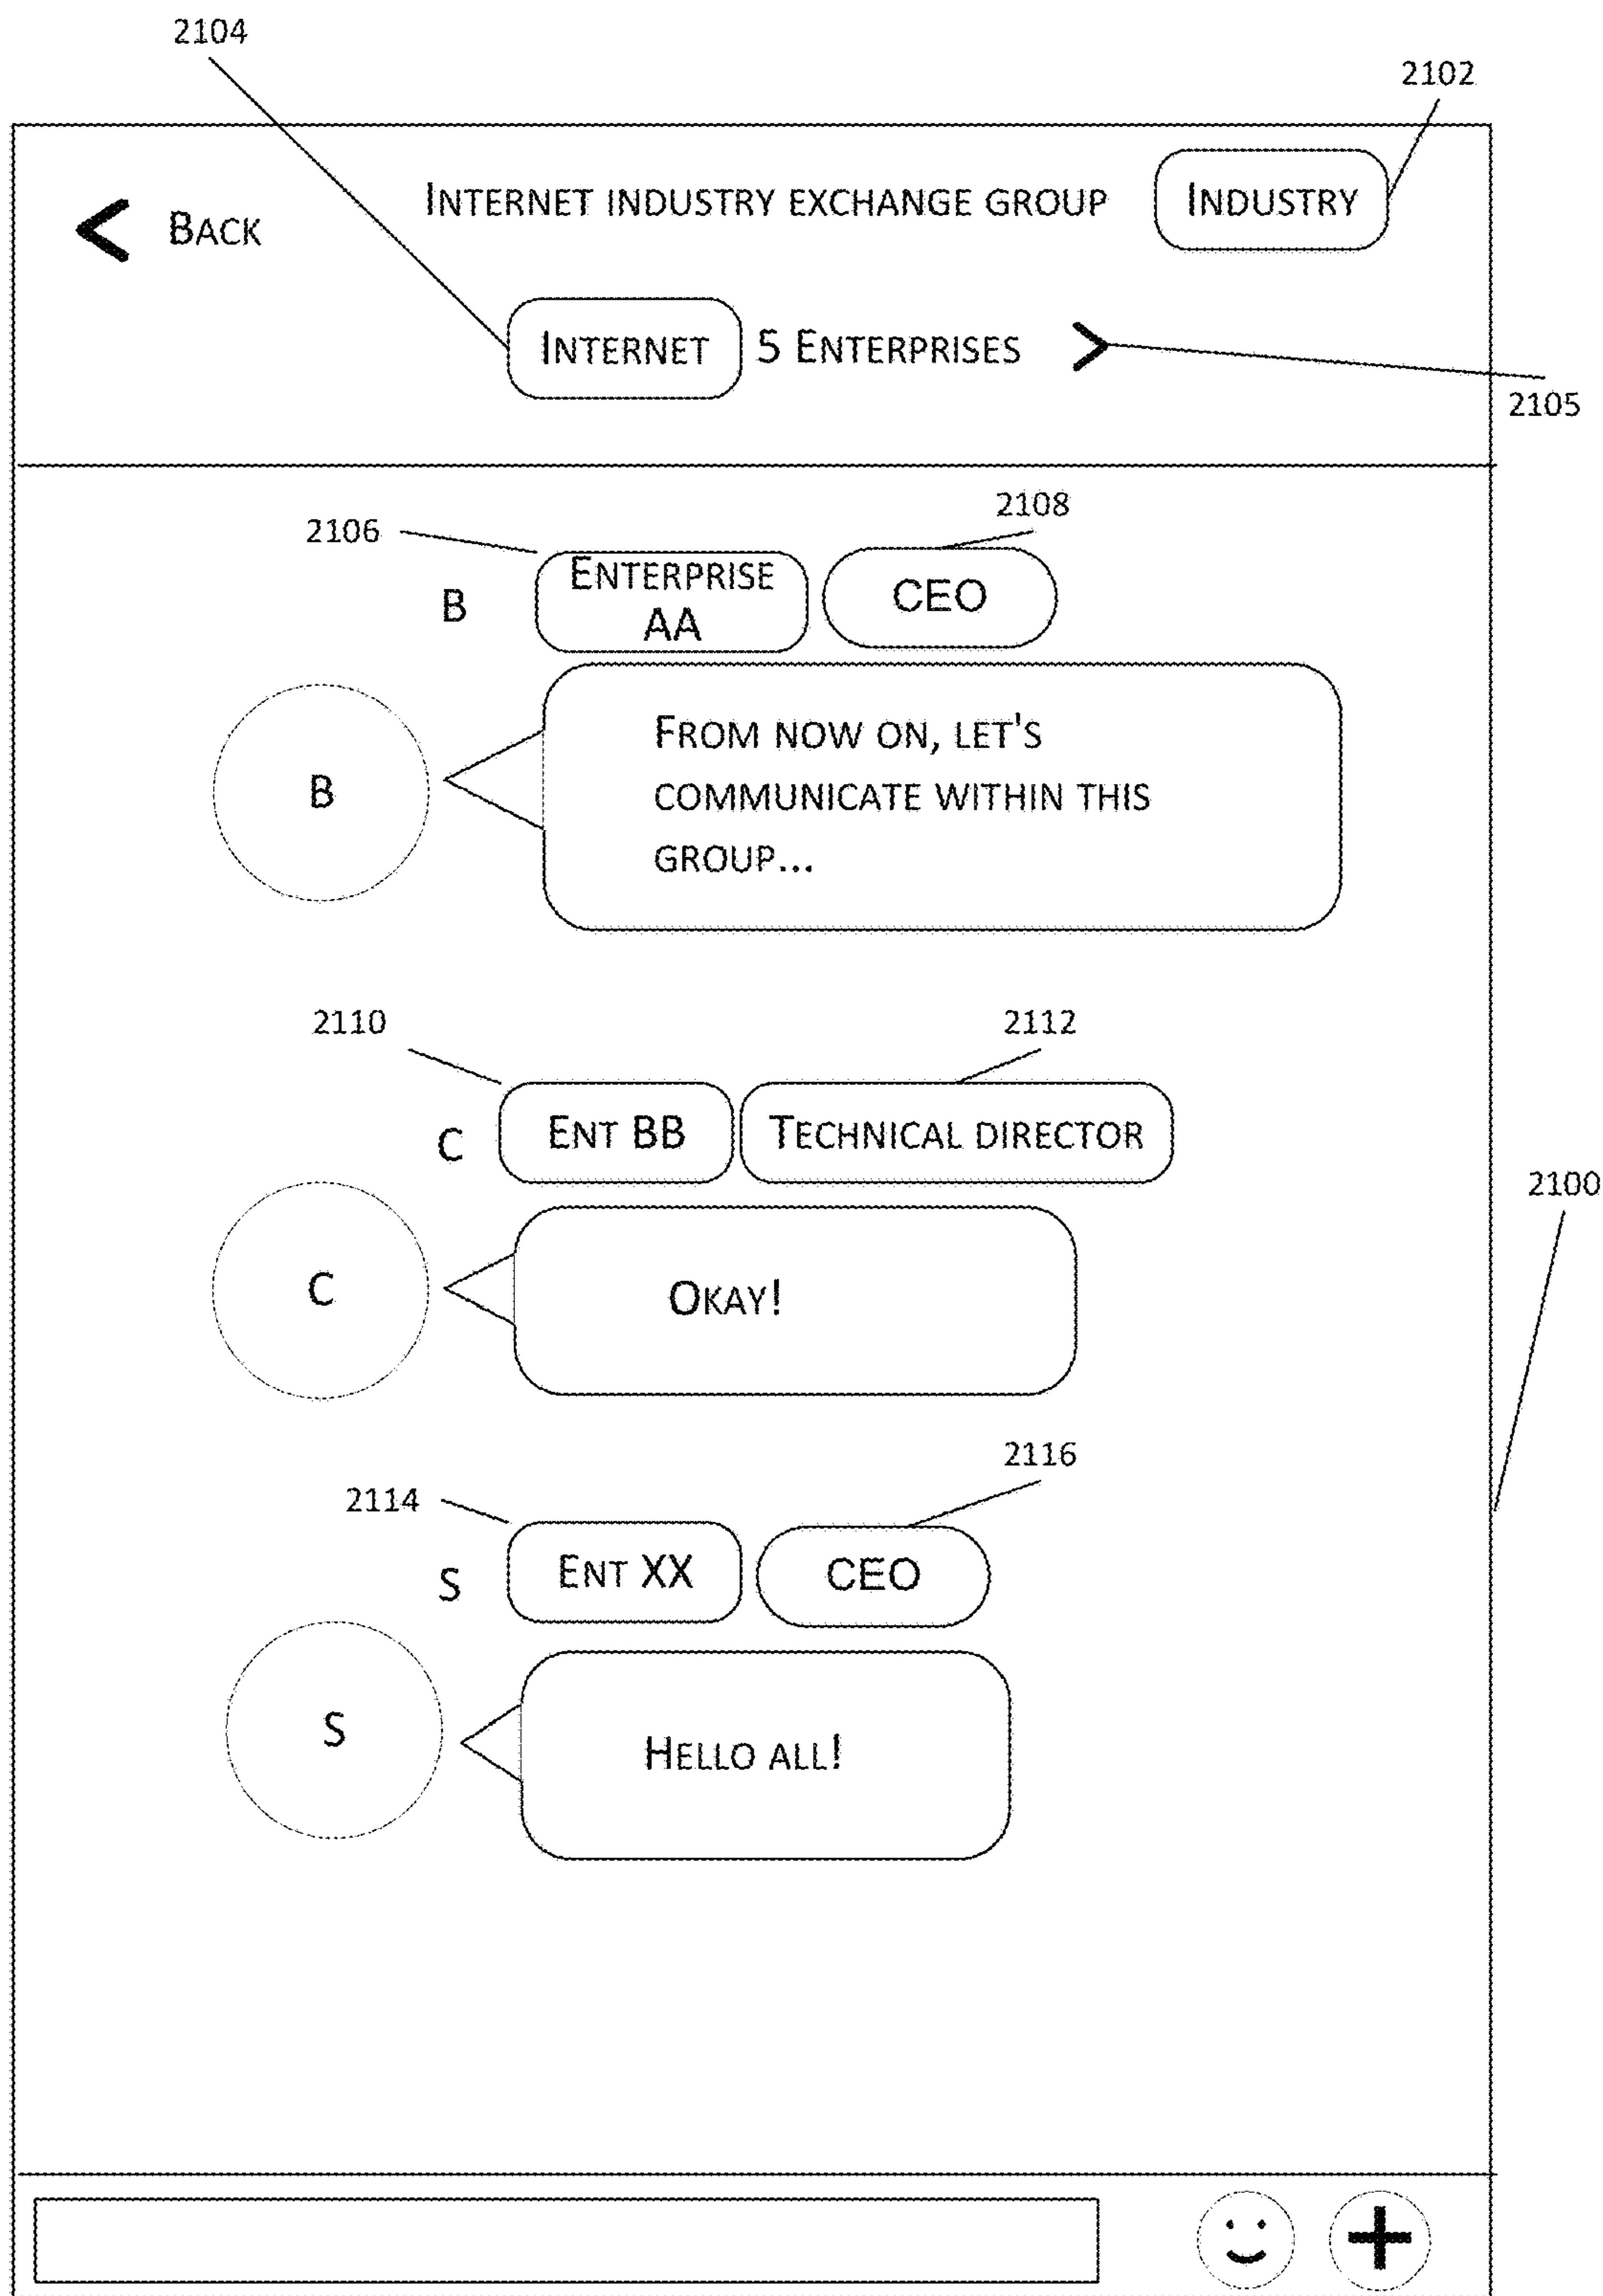 2104
2102
INTERNET INDUSTRY EXCHANGE GROUP
INDUSTRY
BACK
INTERNET
5 ENTERPRISES
2105
2106
2108
B
ENTERPRISE
AA
CEO
B
FROM NOW ON, LET'S
COMMUNICATE WITHIN THIS
GROUP...
2110
2112
C
ENT BB
TECHNICAL DIRECTOR
2100
C
OKAY!
2114
2116
S
ENT XX
CEO
S
HELLO ALL!